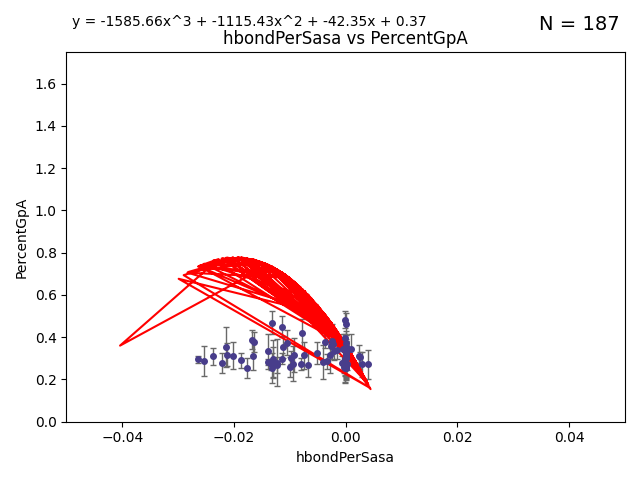 y = -1585.66x^3 + -1115.43x^2 + -42.35x + 0.37
N = 187
hbondPerSasa vs PercentGpA
1.6
1.4
1.2
1.0
0.8
0.6
0.4
0.2
0.0
PercentGpA
−0.04
−0.02
0.00
0.02
0.04
hbondPerSasa